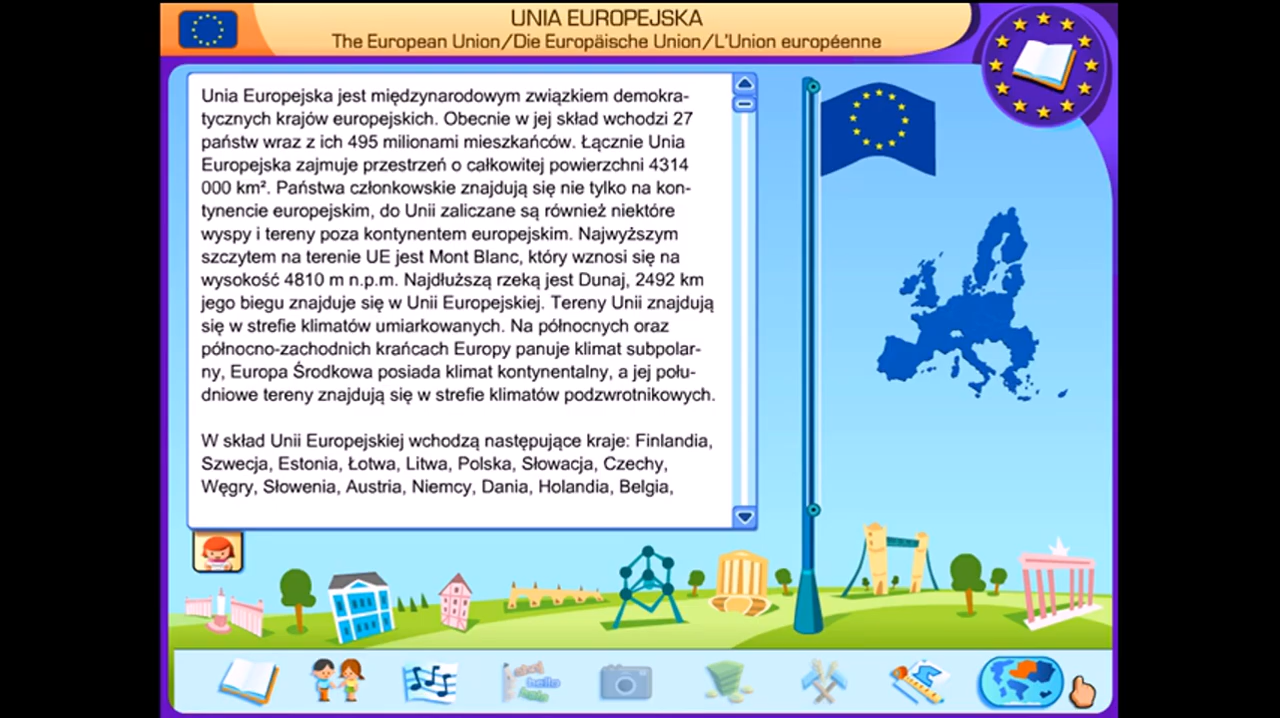 UNIA EUROPEJSKA
The European Union/Die Europäische Union/L'Union européenne
Unia Europejska jest międzynarodowym związkiem demokra-
tycznych krajów europejskich. Obecnie w jej skład wchodzi 27
państw wraz z ich 495 milionami mieszkańców. Łącznie Unia
Europejska zajmuje przestrzeń o całkowitej powierzchni 4314
000 km². Państwa członkowskie znajdują się nie tylko na kon-
tynencie europejskim, do Unii zaliczane są również niektóre
wyspy i tereny poza kontynentem europejskim. Najwyższym
szczytem na terenie UE jest Mont Blanc, który wznosi się na
wysokość 4810 m n.p.m. Najdłuższą rzeką jest Dunaj, 2492 km
jego biegu znajduje się w Unii Europejskiej. Tereny Unii znajdują
się w strefie klimatów umiarkowanych. Na północnych oraz
północno-zachodnich krańcach Europy panuje klimat subpolar-
ny, Europa Środkowa posiada klimat kontynentalny, a jej połu-
dniowe tereny znajdują się w strefie klimatów podzwrotnikowych.
W skład Unii Europejskiej wchodzą następujące kraje: Finlandia,
Szwecja, Estonia, Łotwa, Litwa, Polska, Słowacja, Czechy,
Węgry, Słowenia, Austria, Niemcy, Dania, Holandia, Belgia,
hello